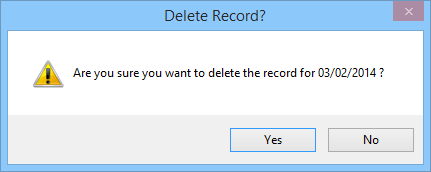 Delete Record?
Are you sure you want to delete the record for 03/02/2014 ?
Yes
No